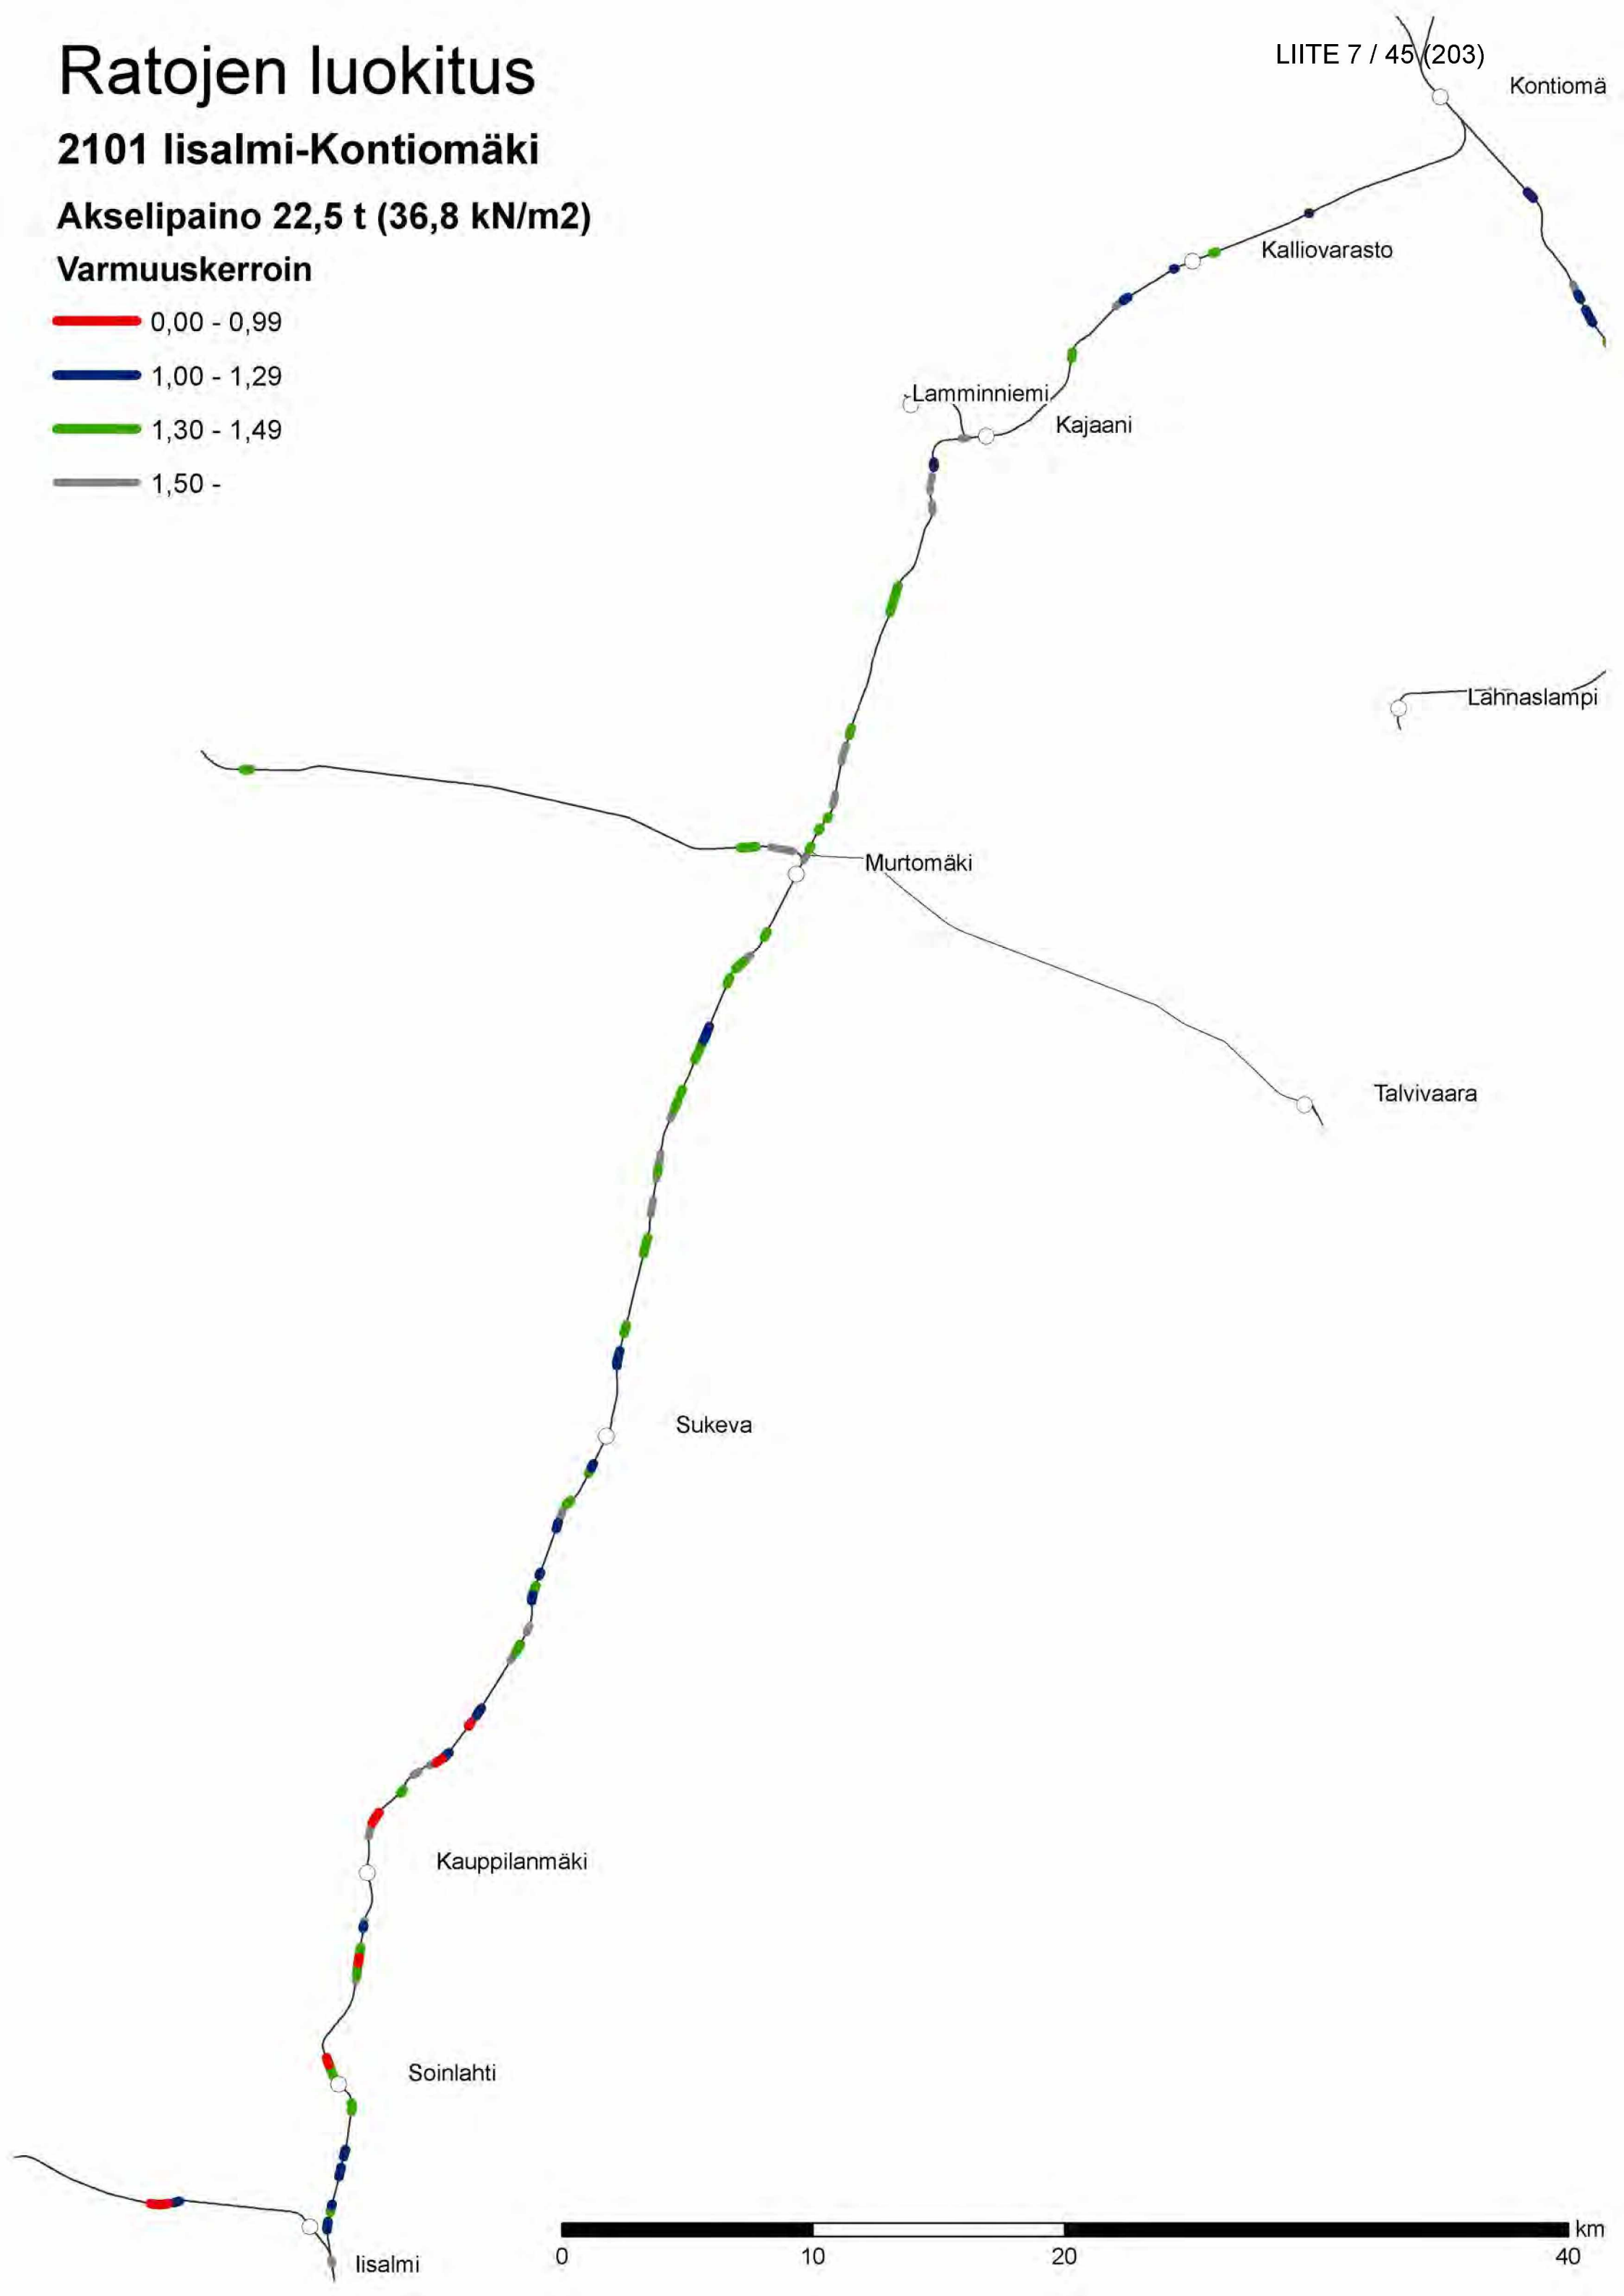 Ratojen luokitus
LIITE 7 / 45 (203)
2101 Iisalmi-Kontiomäki
Kontiomä
Akselipaino 22,5 t (36,8 kN/m2)
Varmuuskerroin
0,00 - 0,99
1,00 - 1,29
1,30 - 1,49
1,50 -
Kalliovarasto
Lamminniemi
Kajaani
Lahnaslampi
Murtomäki
Talvivaara
Sukeva
Kauppilanmäki
Soinlahti
Iisalmi
km
0 10 20 40